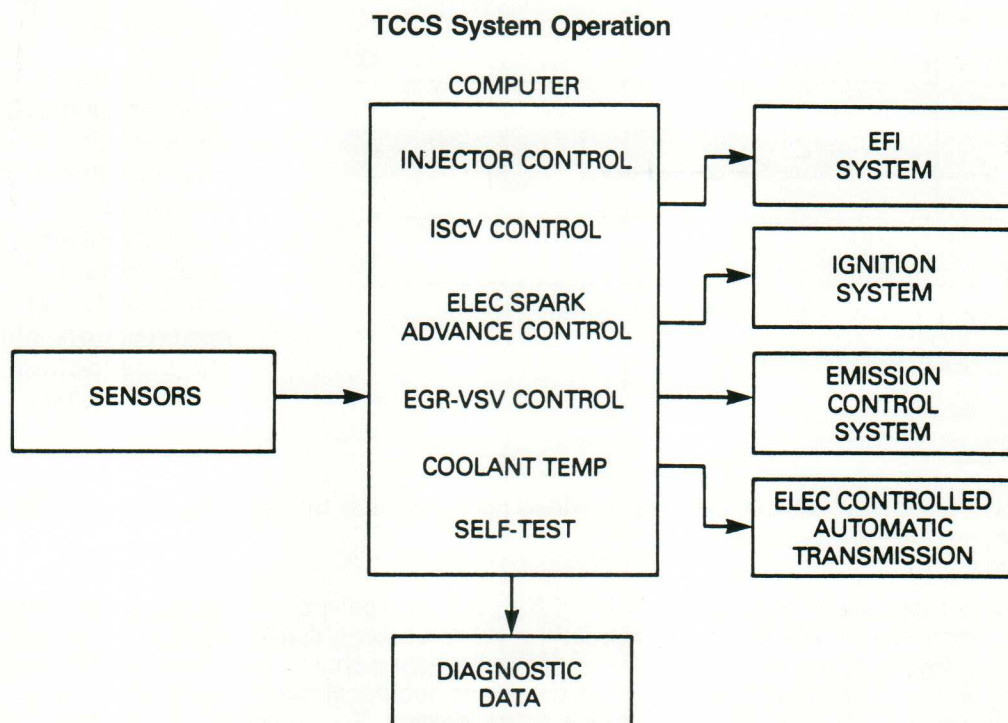 TCCS System Operation
COMPUTER
INJECTOR CONTROL
ISCV CONTROL
ELEC SPARK
ADVANCE CONTROL
EGR-VSV CONTROL
COOLANT TEMP
SELF-TEST
SENSORS
EFI
SYSTEM
IGNITION
SYSTEM
EMISSION
CONTROL
SYSTEM
ELEC CONTROLLED
AUTOMATIC
TRANSMISSION
DIAGNOSTIC
DATA